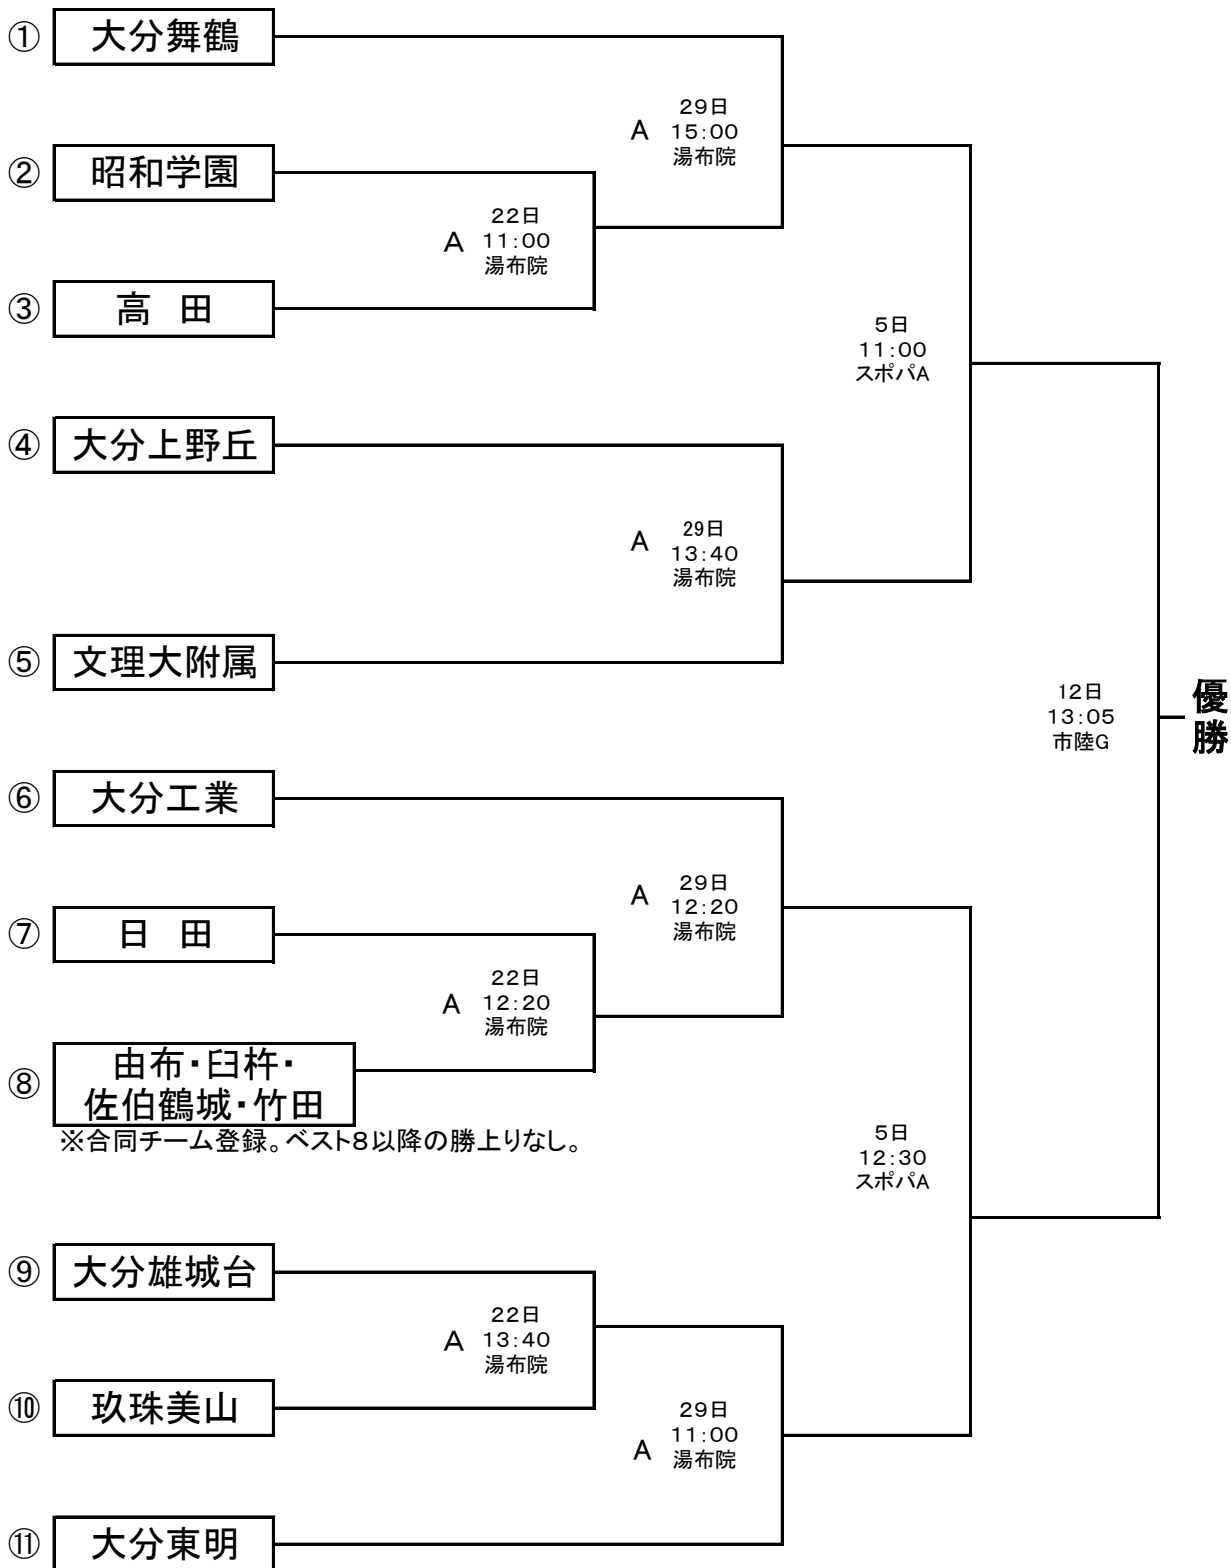 ① 大分舞鶴
29日
A 15:00
湯布院
② 昭和学園
22日
A 11:00
湯布院
③ 高　田
5日
11:00
スポパA
④ 大分上野丘
29日
A 13:40
湯布院
⑤ 文理大附属
12日
13:05
市陸G
優勝
⑥ 大分工業
29日
A 12:20
湯布院
⑦ 日　田
22日
A 12:20
湯布院
⑧ 由布・臼杵・
佐伯鶴城・竹田
※合同チーム登録。ベスト8以降の勝上りなし。
5日
12:30
スポパA
⑨ 大分雄城台
22日
A 13:40
湯布院
⑩ 玖珠美山
29日
A 11:00
湯布院
⑪ 大分東明